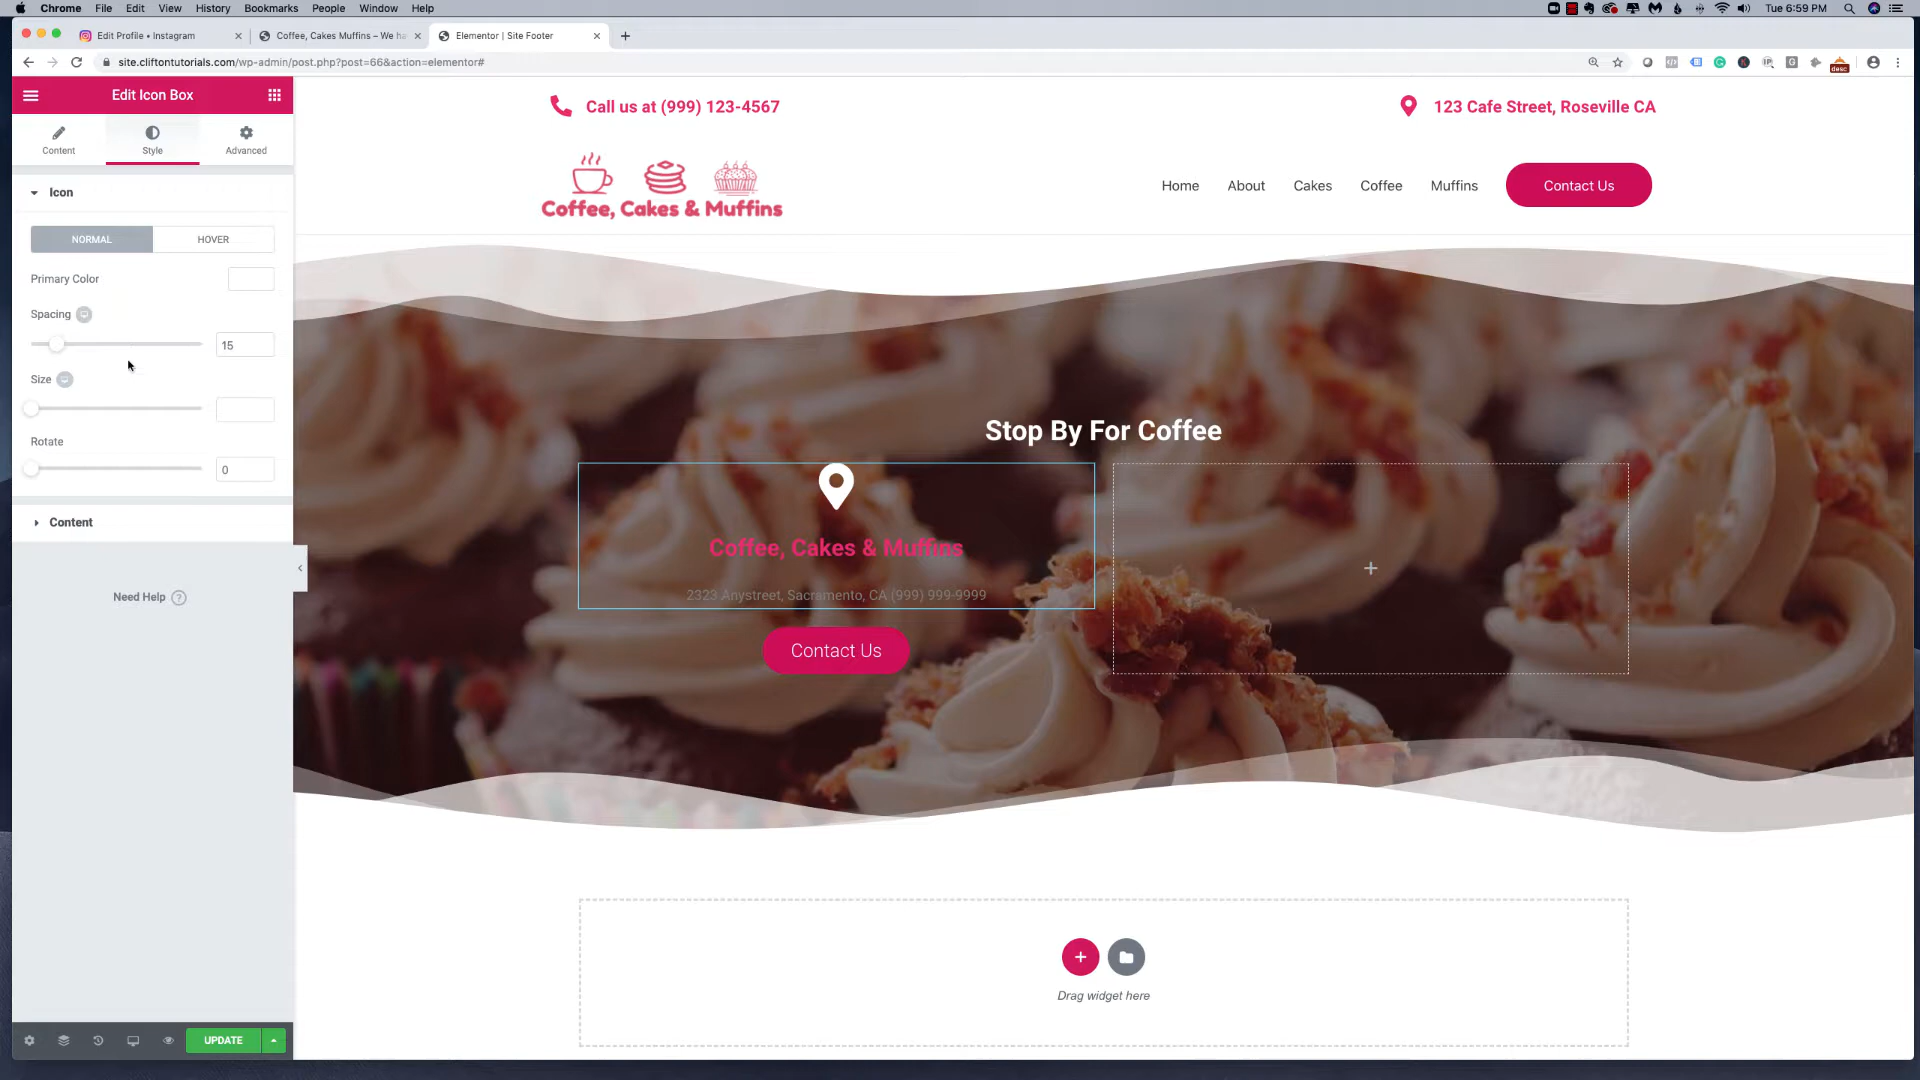 Chrome File Edit View History Bookmarks People Window Help
Tue 6:59 PM
Edit Profile • Instagram
Coffee, Cakes Muffins – We ha
Elementor | Site Footer
site.cliftontutorials.com/wp-admin/post.php?post=66&action=elementor#
Edit Icon Box
Content
Style
Advanced
Icon
NORMAL
HOVER
Primary Color
Spacing
15
Size
Rotate
0
Content
Need Help ?
UPDATE
Call us at (999) 123-4567
123 Cafe Street, Roseville CA
Coffee, Cakes & Muffins
Home
About
Cakes
Coffee
Muffins
Contact Us
Stop By For Coffee
Coffee, Cakes & Muffins
2323 Anystreet, Sacramento, CA (999) 999-9999
Contact Us
Drag widget here